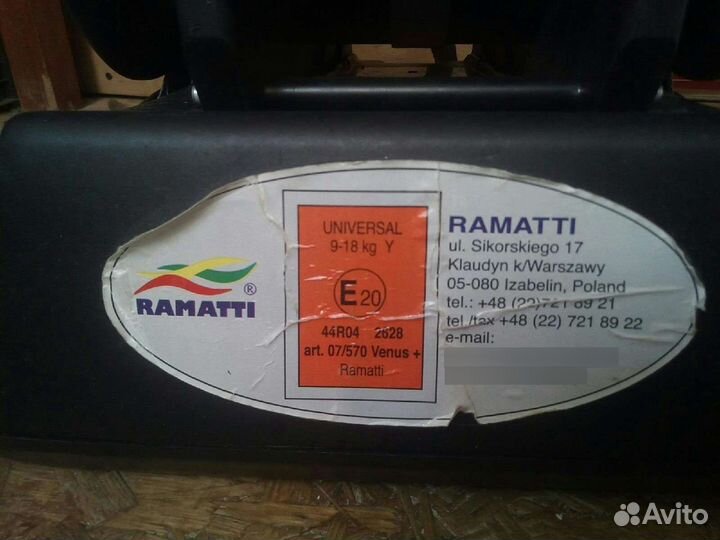 RAMATTI ®
UNIVERSAL
9-18 kg Y
E 20
44R04 2628
art. 07/570 Venus +
Ramatti
RAMATTI
ul. Sikorskiego 17
Klaudyn k/Warszawy
05-080 Izabelin, Poland
tel.: +48 (22)721 89 21
tel./fax +48 (22) 721 89 22
e-mail:
Avito